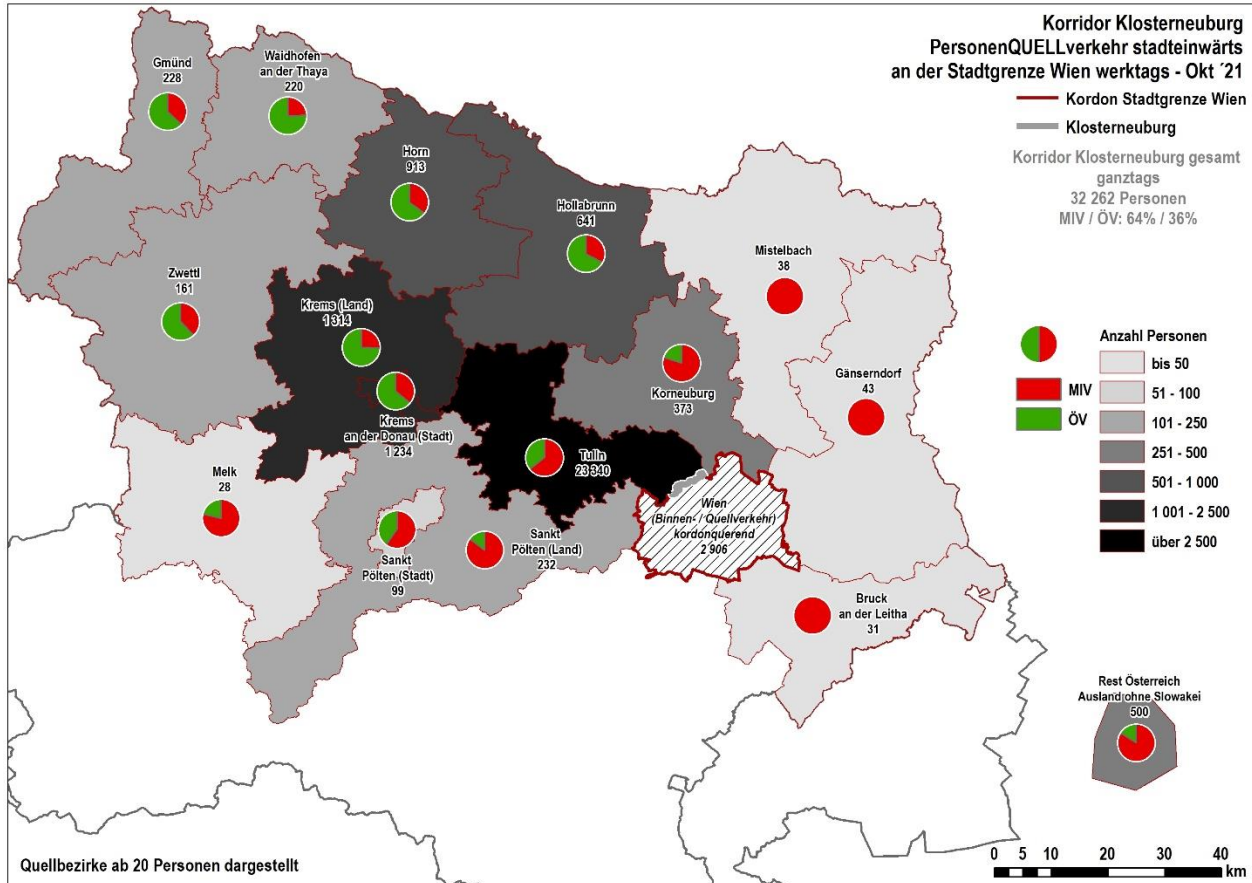 Korridor Klosterneuburg
PersonenQUELLverkehr stadteinwärts
an der Stadtgrenze Wien werktags - Okt ´21
Kordon Stadtgrenze Wien
Klosterneuburg
Korridor Klosterneuburg gesamt
ganztags
32 262 Personen
MIV / ÖV: 64% / 36%
Gmünd
228
Waidhofen
an der Thaya
220
Horn
913
Hollabrunn
641
Mistelbach
38
Zwettl
161
Krems (Land)
1 314
Krems
an der Donau (Stadt)
1 234
Korneuburg
373
Gänserndorf
43
Tulln
23 340
Melk
28
Sankt
Pölten (Stadt)
99
Sankt
Pölten (Land)
232
Wien
(Binnen- / Quellverkehr)
kordonquerend
2 906
Bruck
an der Leitha
31
MIV
ÖV
Anzahl Personen
bis 50
51 - 100
101 - 250
251 - 500
501 - 1 000
1 001 - 2 500
über 2 500
Rest Österreich
Ausland ohne Slowakei
500
Quellbezirke ab 20 Personen dargestellt
0 5 10 20 30 40
km